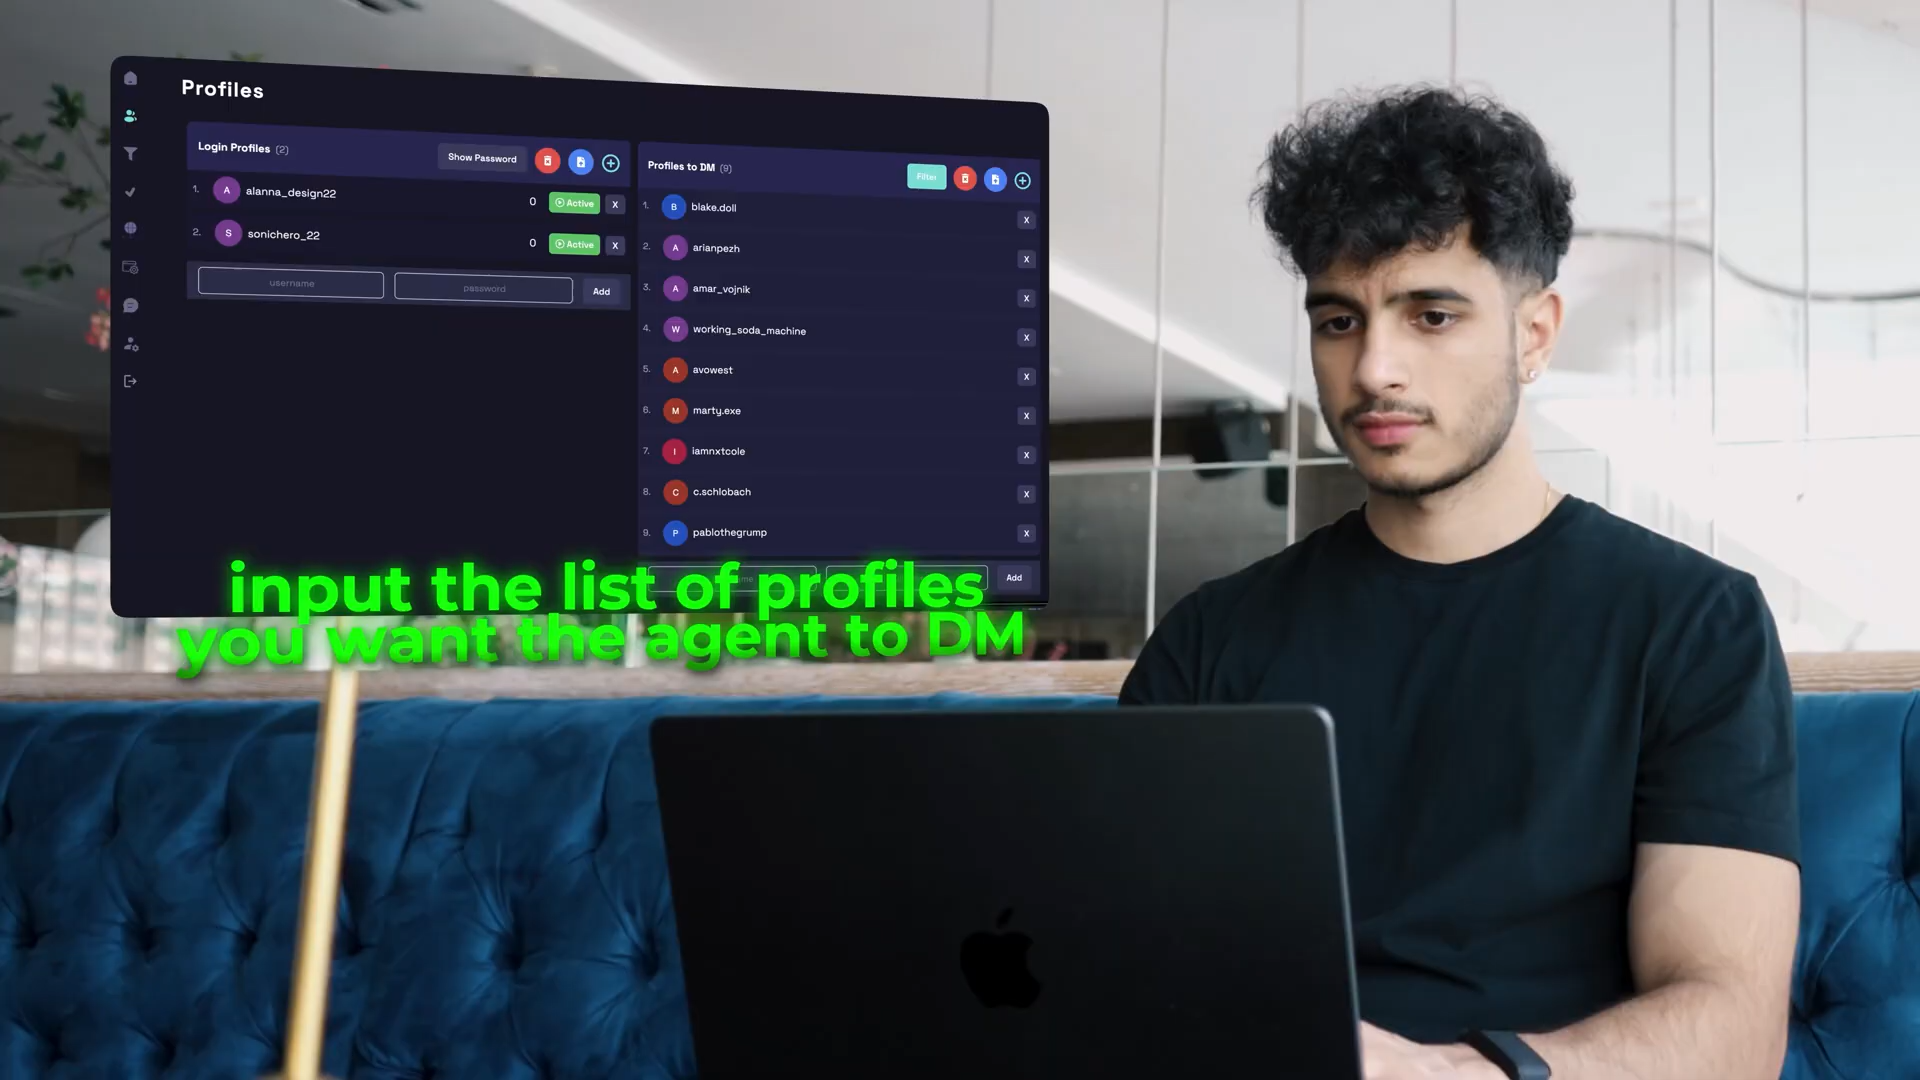 Profiles
Login Profiles (2)
Show Password
1. A alanna_design22 0 Active X
2. S sonichero_22 0 Active X
username password Add
Profiles to DM (9)
Filter
1. B blake.doll X
2. A arianpezh X
3. A amar_vojnik X
4. W working_soda_machine X
5. A avowest X
6. M marty.exe X
7. I iamnxtcole X
8. C c.schlobach X
9. P pablothegrump X
Add
input the list of profiles
you want the agent to DM